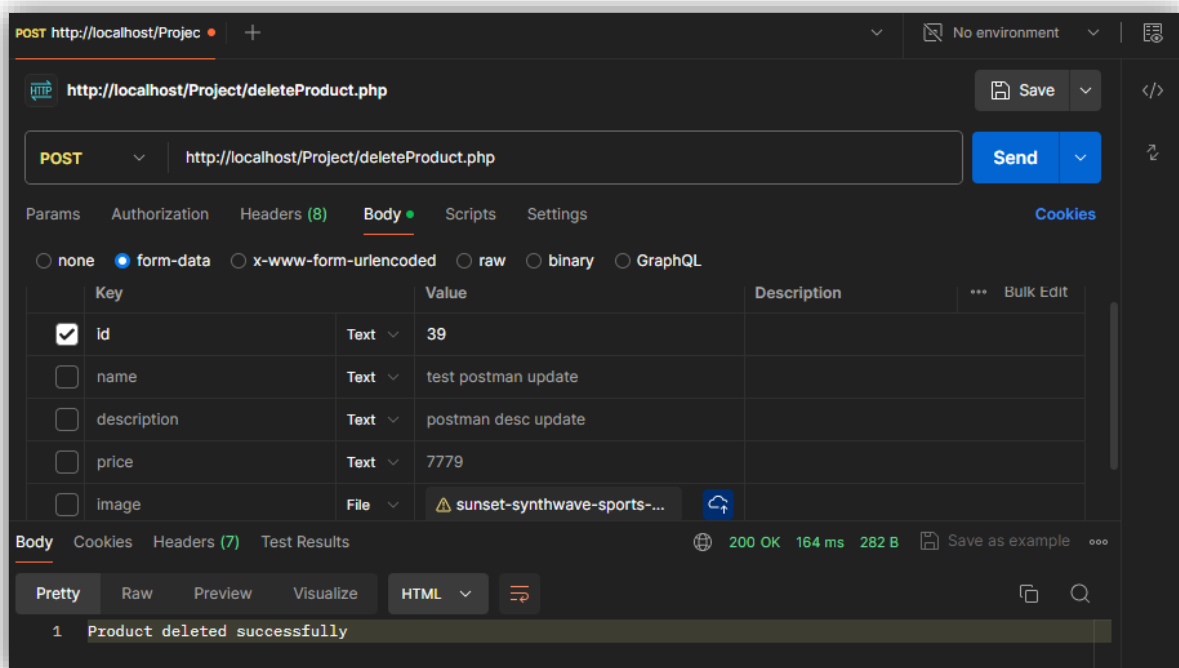 POST http://localhost/Projec
No environment
HTTP http://localhost/Project/deleteProduct.php
Save
POST http://localhost/Project/deleteProduct.php
Send
Params Authorization Headers (8) Body Scripts Settings Cookies
none form-data x-www-form-urlencoded raw binary GraphQL
Key Value Description ••• Bulk Edit
id Text 39
name Text test postman update
description Text postman desc update
price Text 7779
image File sunset-synthwave-sports-...
Body Cookies Headers (7) Test Results 200 OK 164 ms 282 B Save as example
Pretty Raw Preview Visualize HTML
1 Product deleted successfully